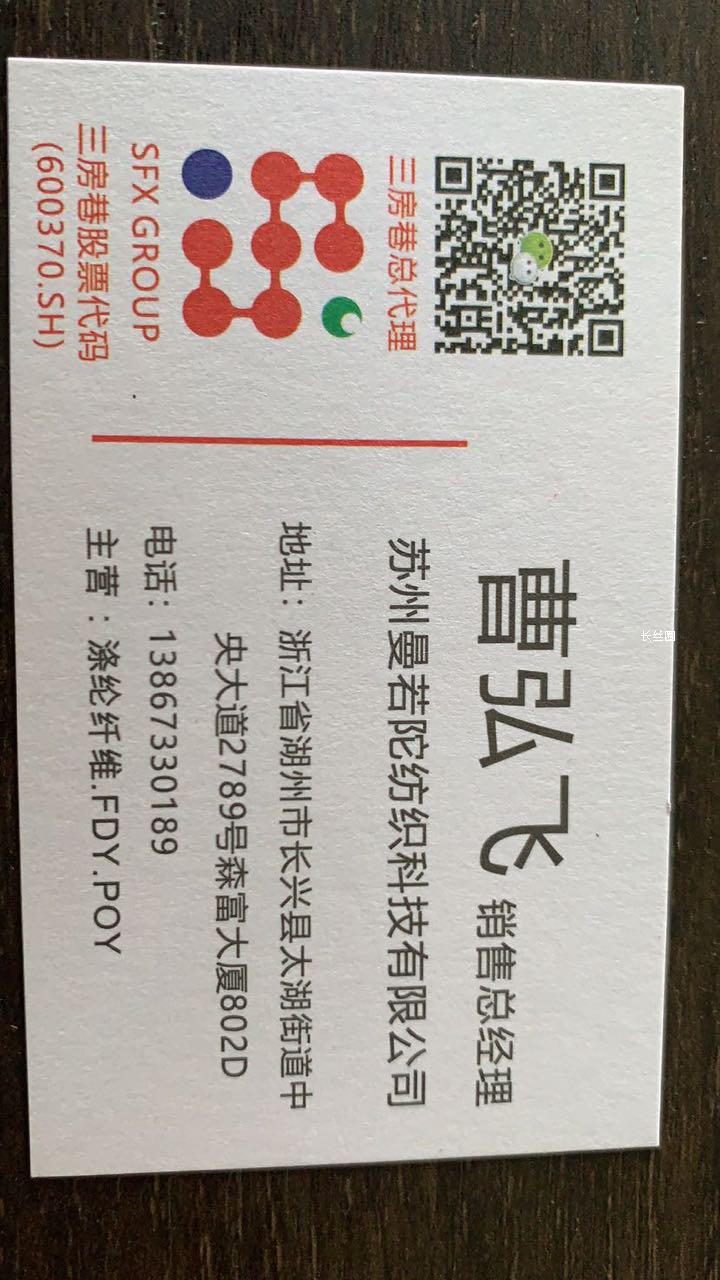 三房巷总代理
SFX GROUP
三房巷股票代码
(600370.SH)
曹弘飞 销售总经理
苏州曼若陀纺织科技有限公司
地址：浙江省湖州市长兴县太湖街道中
央大道2789号森富大厦802D
电话：13867330189
主营：涤纶纤维.FDY.POY
长丝圈